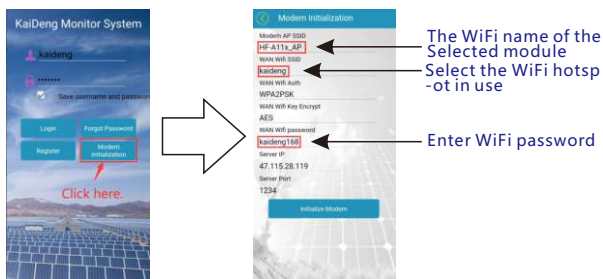 KaiDeng Monitor System
kaideng
•••••••
Save username and password
Login
Forgot Password
Register
Modem
Initialization
Click here.
Modem Initialization
Modem AP SSID
HF-A11x_AP
WAN Wifi SSID
kaideng
WAN Wifi Auth
WPA2PSK
WAN Wifi Key Encrypt
AES
WAN Wifi password
kaideng168
Server IP
47.115.28.119
Server Port
1234
Initialize Modem
The WiFi name of the
Selected module
Select the WiFi hotsp
-ot in use
Enter WiFi password